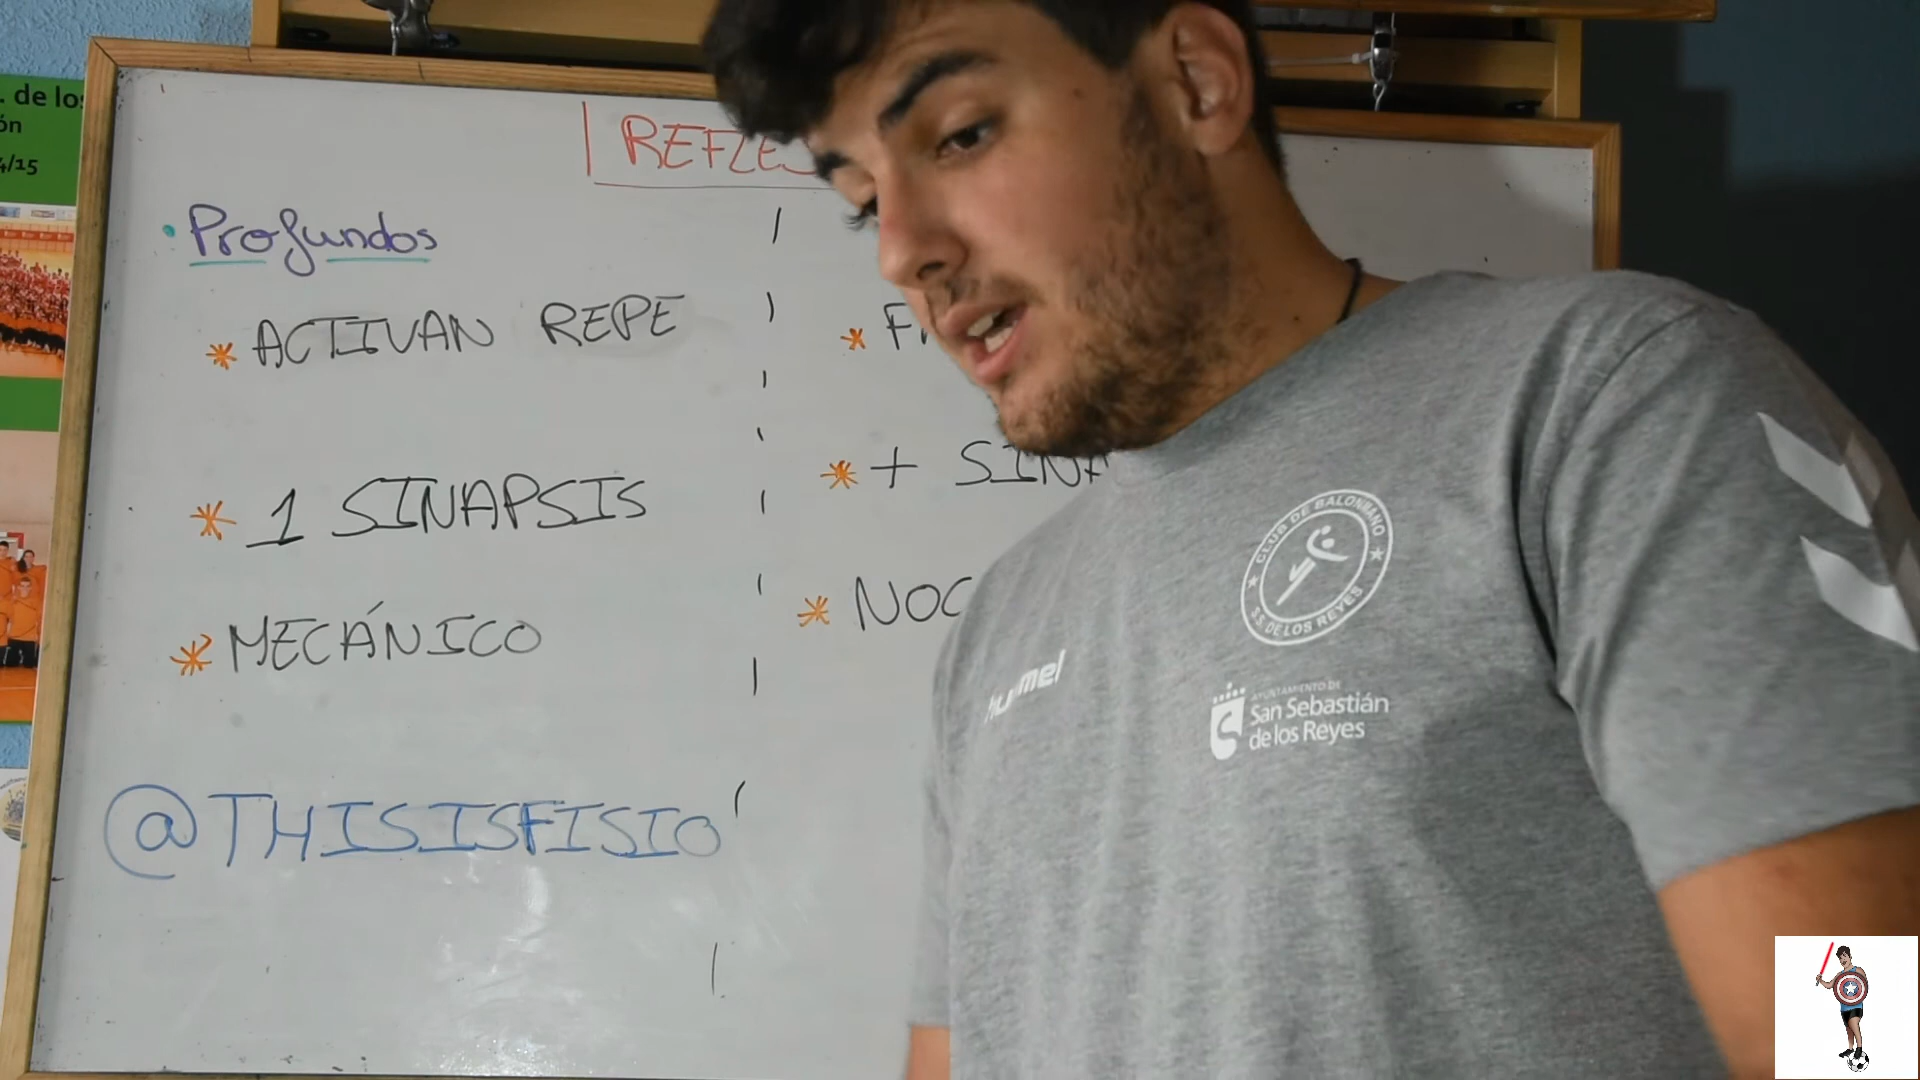 . de los
ón
4/15
REFLE
Profundos
* ACTIVAN REPE
* 1 SINAPSIS
* MECÁNICO
@THISISFISIO
*
* + SINA
* NOC
CLUB DE BALONMANO
S.S. DE LOS REYES
hummel
AYUNTAMIENTO DE
San Sebastián
de los Reyes